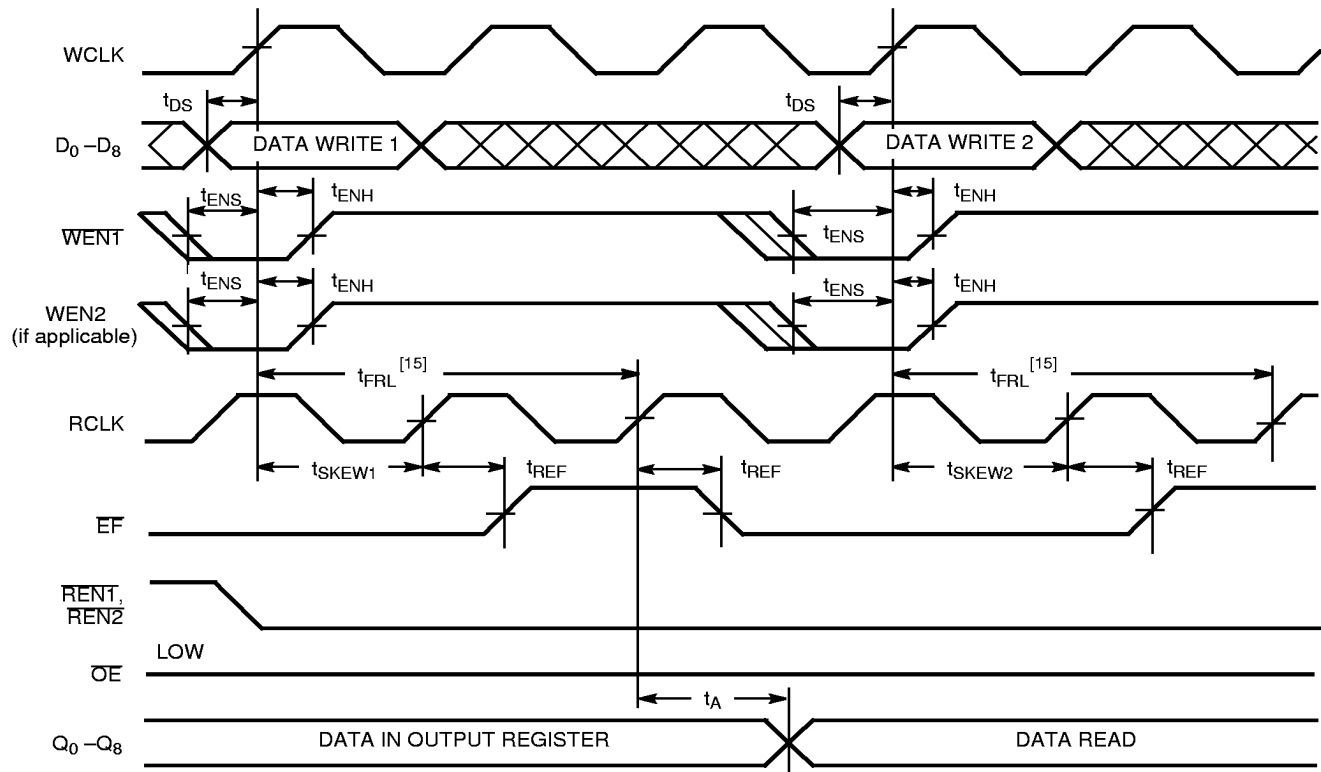 WCLK
tDS
tDS
D0 –D8
DATA WRITE 1
DATA WRITE 2
tENS
tENH
tENS
tENH
WEN1
tENS
tENH
tENS
tENH
WEN2
(if applicable)
tFRL [15]
tFRL [15]
RCLK
tSKEW1
tREF
tREF
tSKEW2
tREF
EF
REN1,
REN2
LOW
OE
tA
Q0 –Q8
DATA IN OUTPUT REGISTER
DATA READ